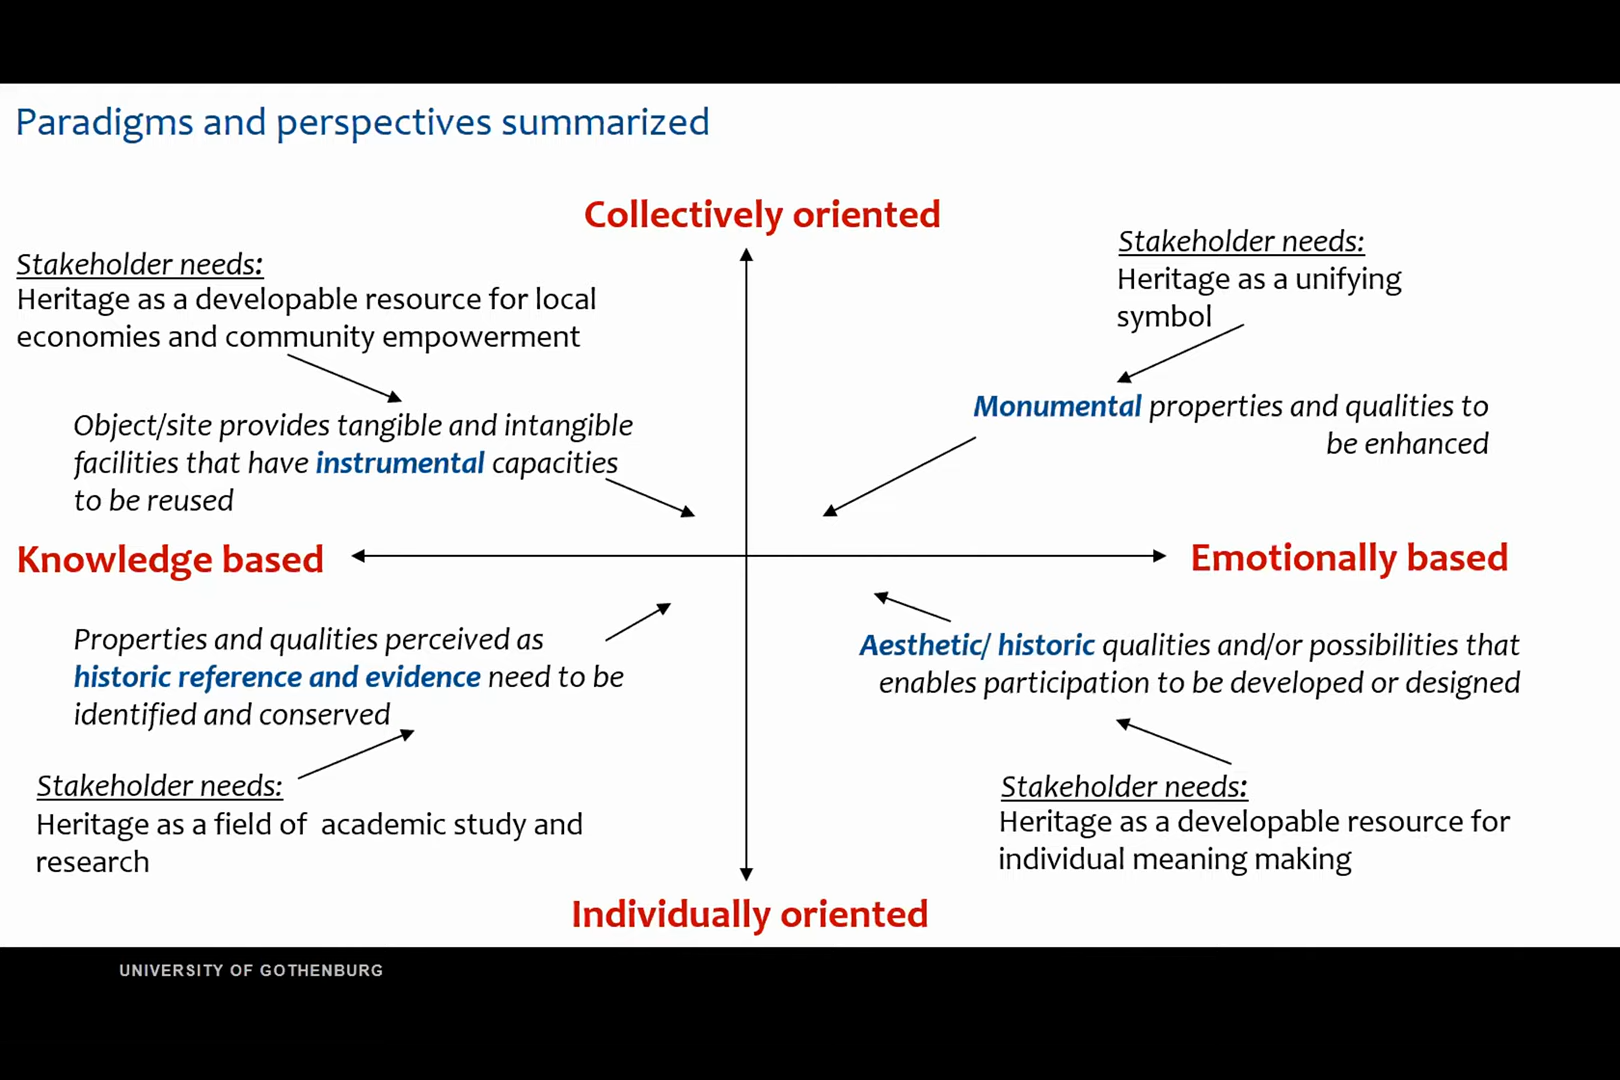 Paradigms and perspectives summarized
Collectively oriented
Stakeholder needs:
Heritage as a developable resource for local
economies and community empowerment
Stakeholder needs:
Heritage as a unifying
symbol
Object/site provides tangible and intangible
facilities that have instrumental capacities
to be reused
Monumental properties and qualities to
be enhanced
Knowledge based
Emotionally based
Properties and qualities perceived as
historic reference and evidence need to be
identified and conserved
Aesthetic/ historic qualities and/or possibilities that
enables participation to be developed or designed
Stakeholder needs:
Heritage as a field of academic study and
research
Stakeholder needs:
Heritage as a developable resource for
individual meaning making
Individually oriented
UNIVERSITY OF GOTHENBURG